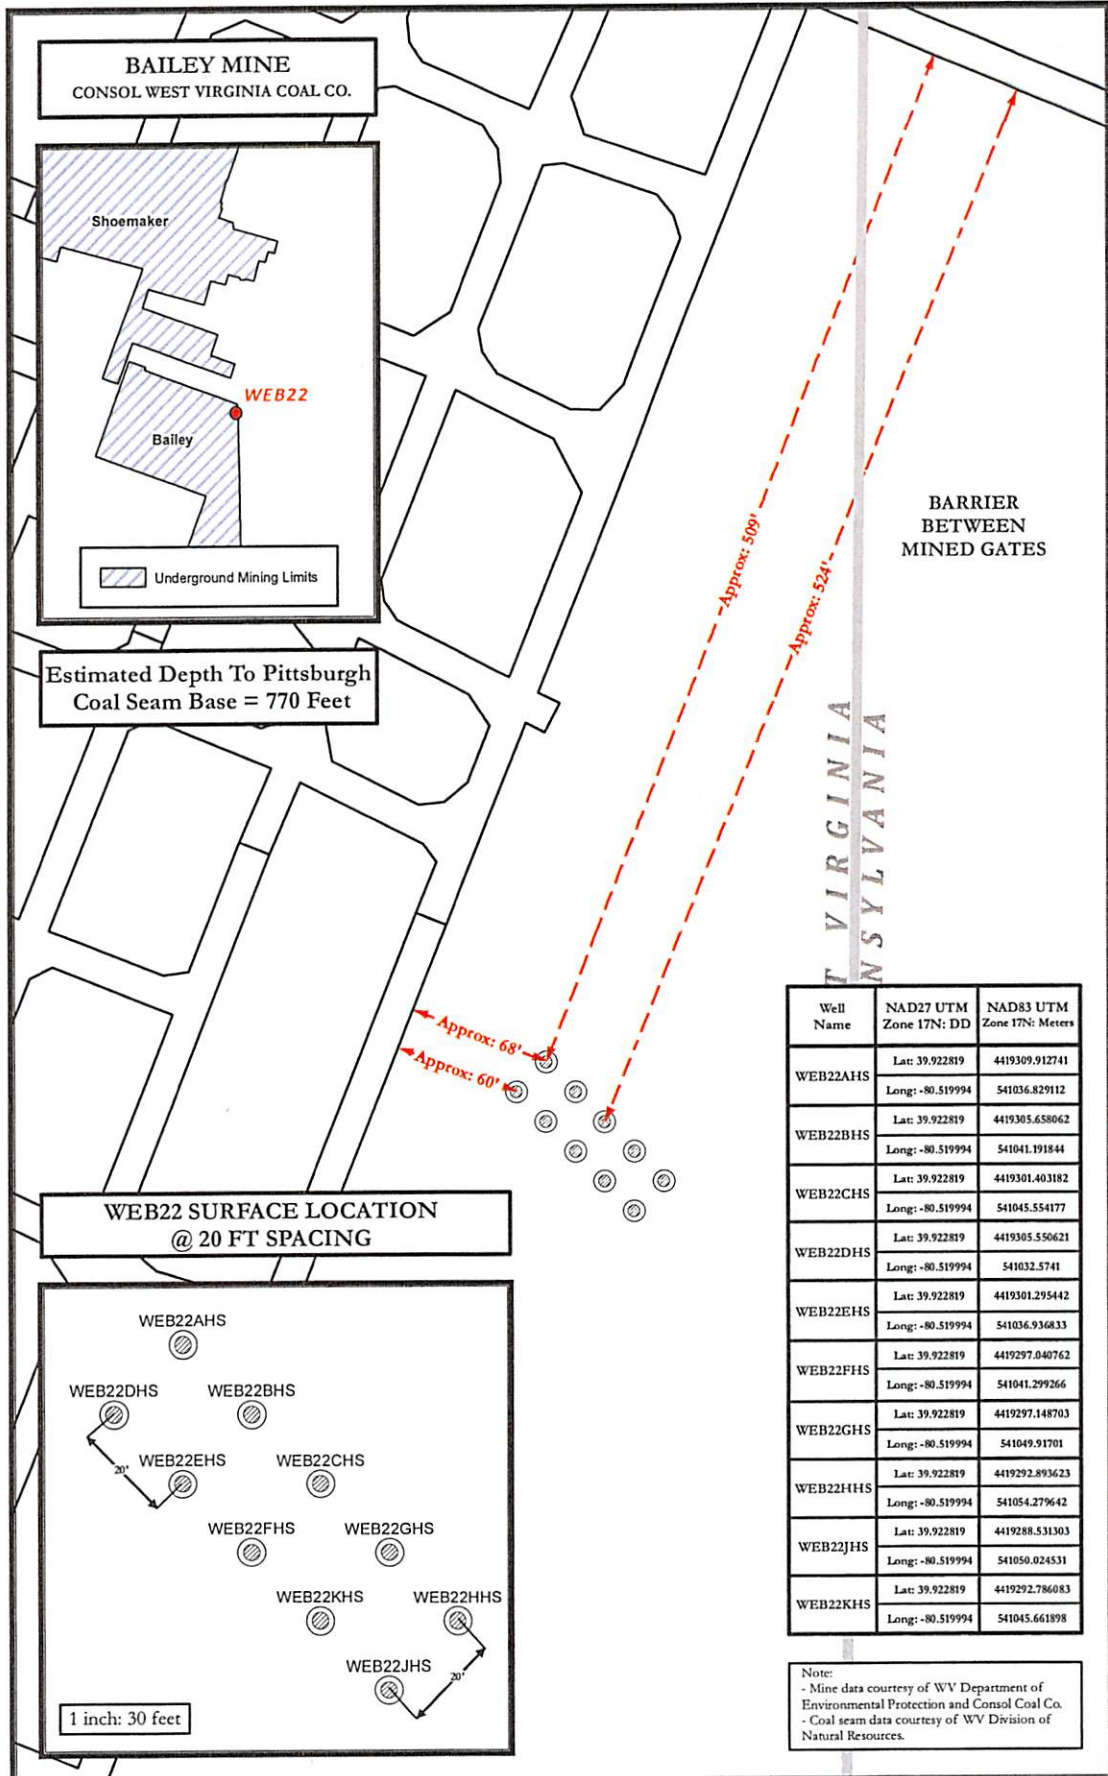 BAILEY MINE
CONSOL WEST VIRGINIA COAL CO.
Shoemaker
WEB22
Bailey
Underground Mining Limits
Estimated Depth To Pittsburgh
Coal Seam Base = 770 Feet
Approx: 509'
Approx: 524'
BARRIER
BETWEEN
MINED GATES
T VIRGINIA
NSYLVANIA
Approx: 68'
Approx: 60'
WEB22 SURFACE LOCATION
@ 20 FT SPACING
WEB22AHS
WEB22DHS WEB22BHS
20'
WEB22EHS WEB22CHS
WEB22FHS WEB22GHS
WEB22KHS WEB22HHS
WEB22JHS
20'
1 inch: 30 feet
Well Name NAD27 UTM Zone 17N: DD NAD83 UTM Zone 17N: Meters
WEB22AHS Lat: 39.922819 4419309.912741
Long: -80.519994 541036.829112
WEB22BHS Lat: 39.922819 4419305.658062
Long: -80.519994 541041.191844
WEB22CHS Lat: 39.922819 4419301.403182
Long: -80.519994 541045.554177
WEB22DHS Lat: 39.922819 4419305.550621
Long: -80.519994 541032.5741
WEB22EHS Lat: 39.922819 4419301.295442
Long: -80.519994 541036.936833
WEB22FHS Lat: 39.922819 4419297.040762
Long: -80.519994 541041.299266
WEB22GHS Lat: 39.922819 4419297.148703
Long: -80.519994 541049.91701
WEB22HHS Lat: 39.922819 4419292.893623
Long: -80.519994 541054.279642
WEB22JHS Lat: 39.922819 4419288.531303
Long: -80.519994 541050.024531
WEB22KHS Lat: 39.922819 4419292.786083
Long: -80.519994 541045.661898
Note:
- Mine data courtesy of WV Department of
Environmental Protection and Consol Coal Co.
- Coal seam data courtesy of WV Division of
Natural Resources.